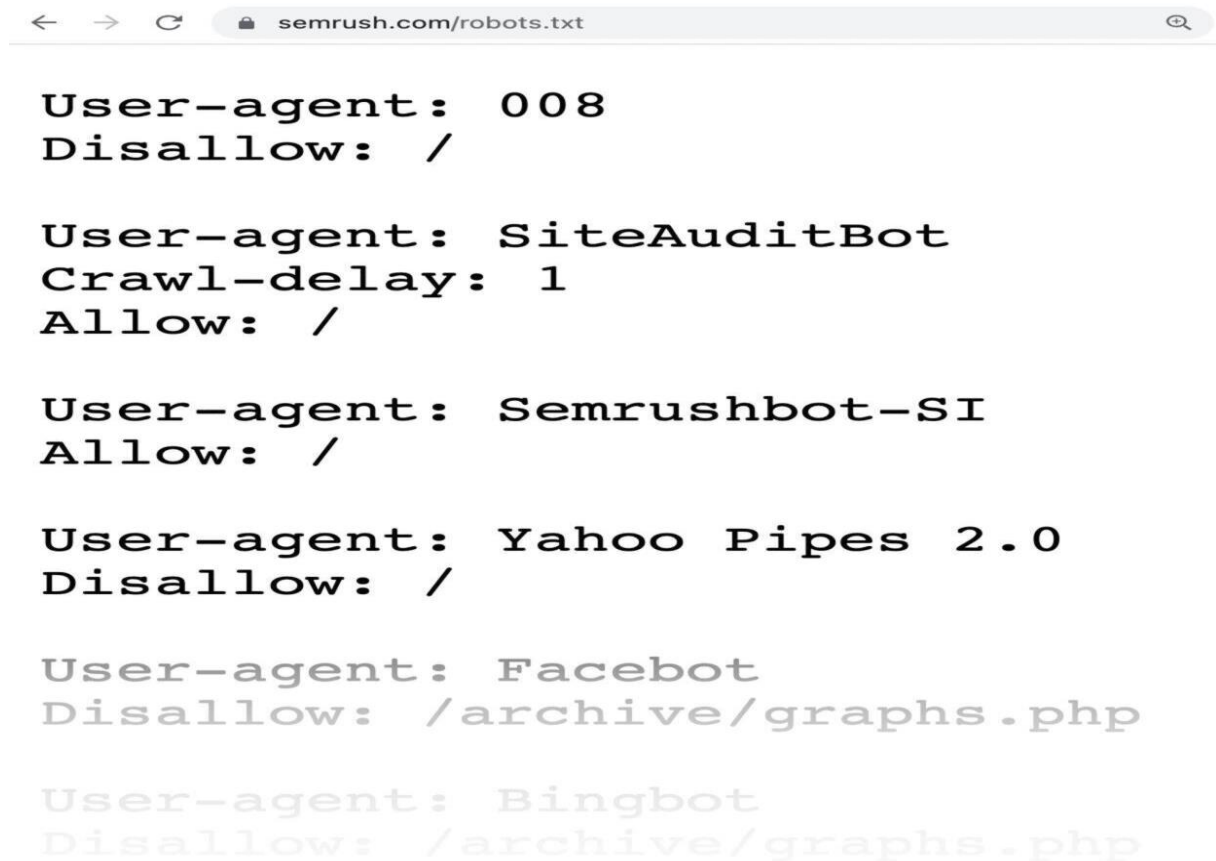 semrush.com/robots.txt
User-agent: 008
Disallow: /
User-agent: SiteAuditBot
Crawl-delay: 1
Allow: /
User-agent: Semrushbot-SI
Allow: /
User-agent: Yahoo Pipes 2.0
Disallow: /
User-agent: Facebot
Disallow: /archive/graphs.php
User-agent: Bingbot
Disallow: /archive/graphs.php